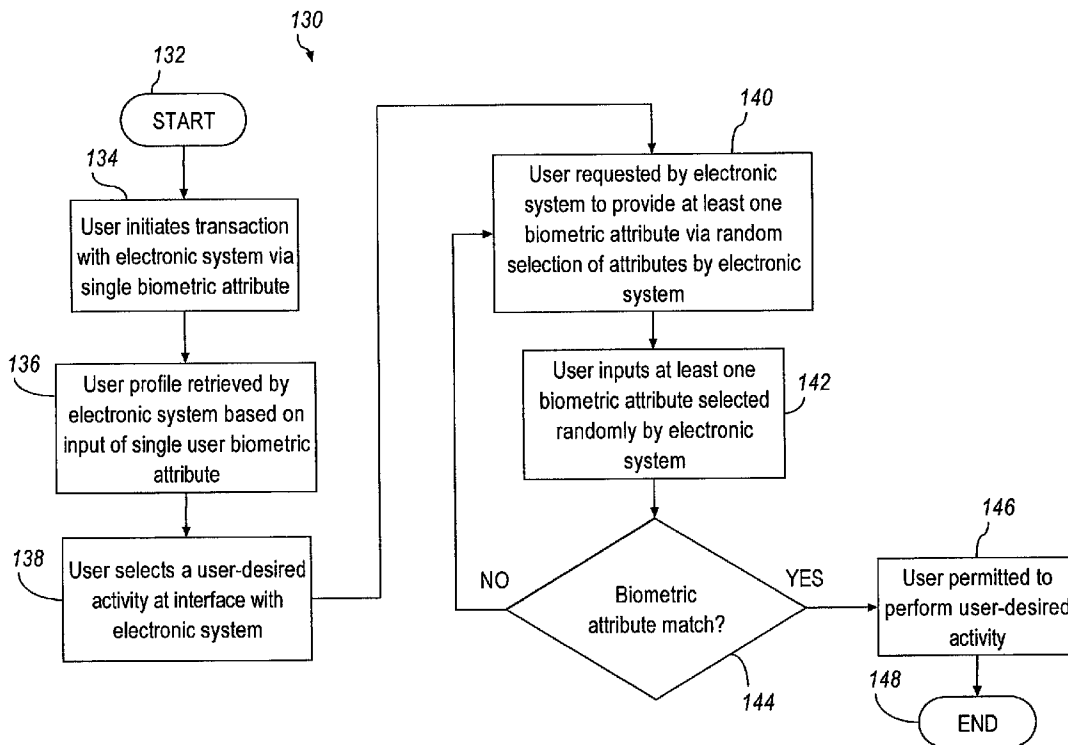 130
132
START
134
User initiates transaction
with electronic system via
single biometric attribute
136
User profile retrieved by
electronic system based on
input of single user biometric
attribute
138
User selects a user-desired
activity at interface with
electronic system
140
User requested by electronic
system to provide at least one
biometric attribute via random
selection of attributes by electronic
system
User inputs at least one
biometric attribute selected
randomly by electronic
system
142
NO
Biometric
attribute match?
YES
144
146
User permitted to
perform user-desired
activity
148
END